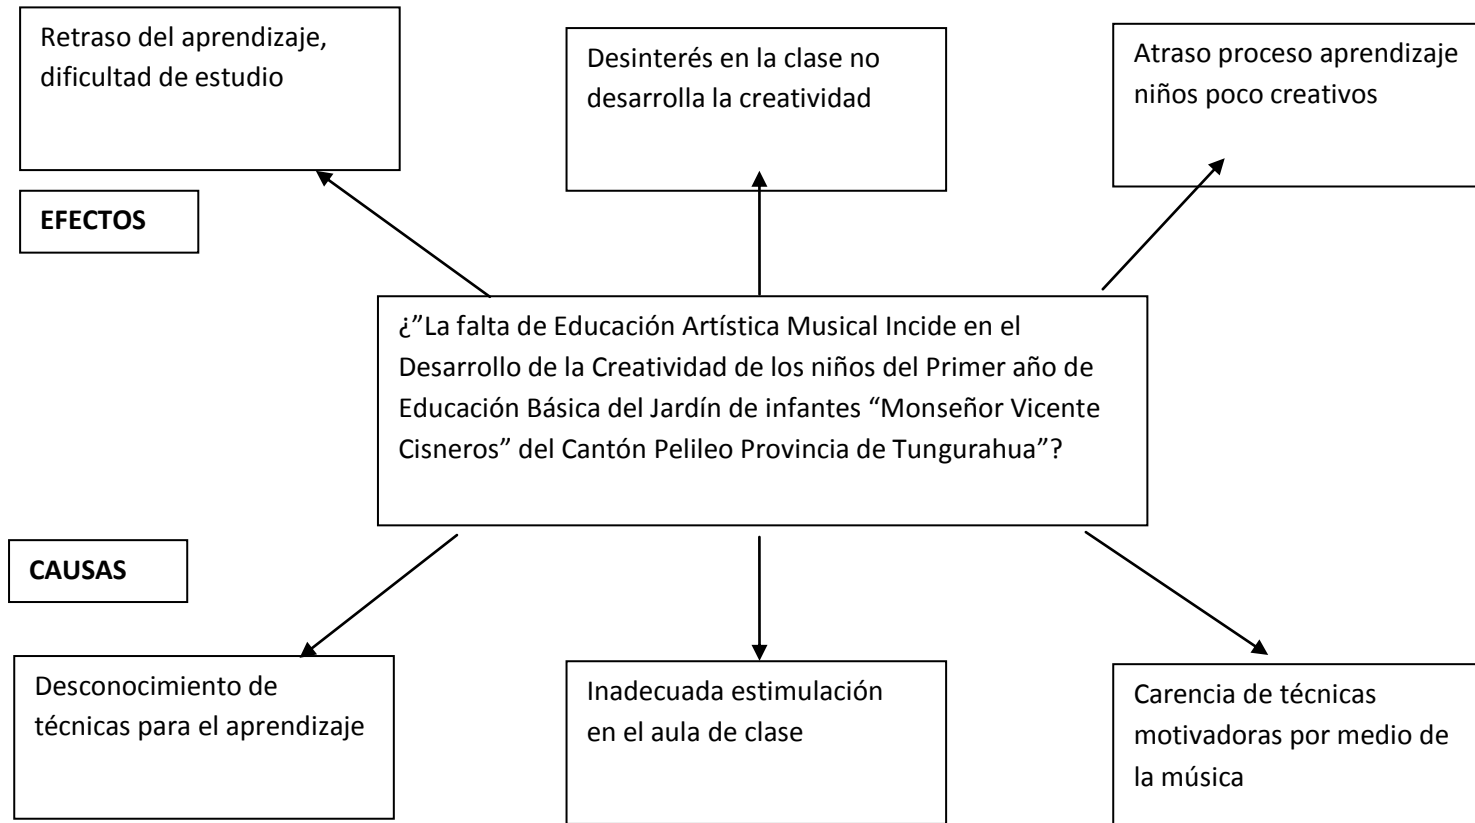 Retraso del aprendizaje,
dificultad de estudio
Desinterés en la clase no
desarrolla la creatividad
Atraso proceso aprendizaje
niños poco creativos
EFECTOS
¿”La falta de Educación Artística Musical Incide en el
Desarrollo de la Creatividad de los niños del Primer año de
Educación Básica del Jardín de infantes “Monseñor Vicente
Cisneros” del Cantón Pelileo Provincia de Tungurahua”?
CAUSAS
Desconocimiento de
técnicas para el aprendizaje
Inadecuada estimulación
en el aula de clase
Carencia de técnicas
motivadoras por medio de
la música